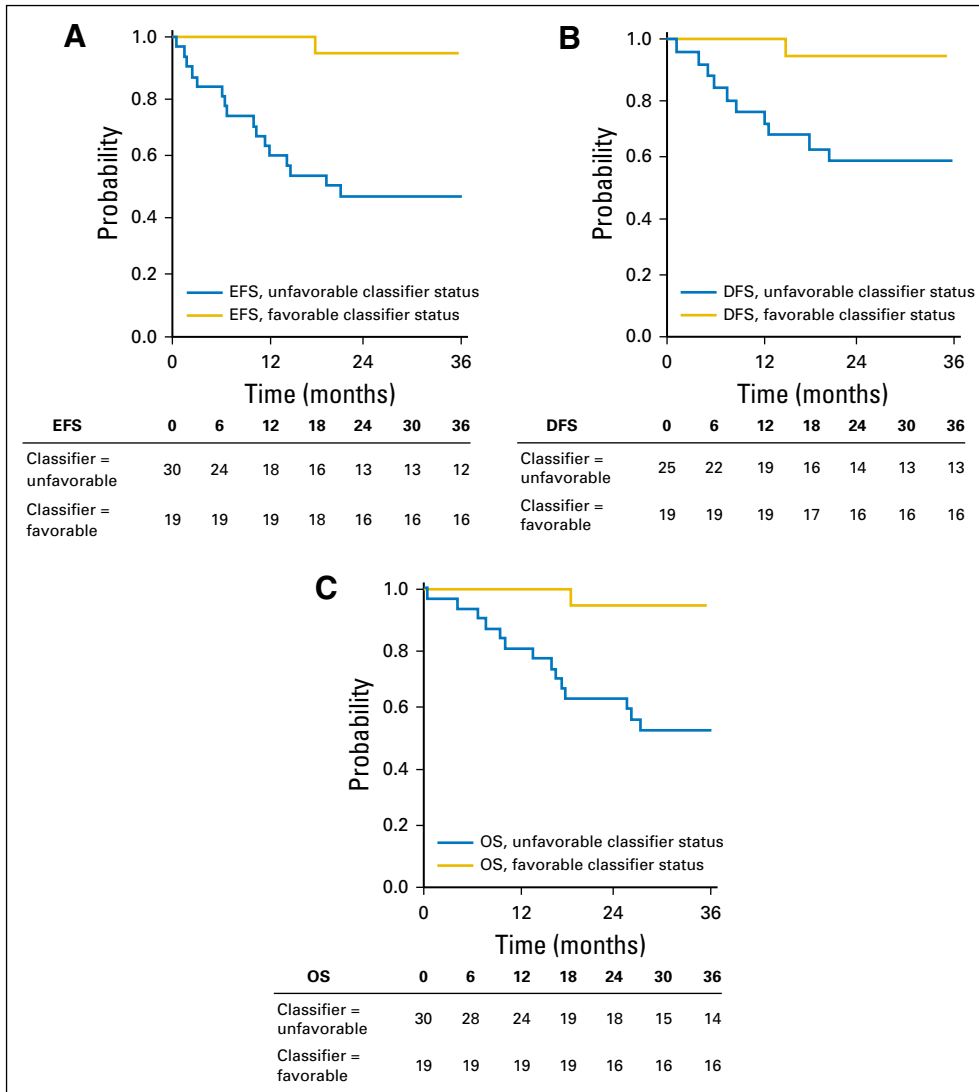 A
Probability
1.0
0.8
0.6
0.4
0.2
0.0
EFS, unfavorable classifier status
EFS, favorable classifier status
0 12 24 36
Time (months)
EFS 0 6 12 18 24 30 36
Classifier =
unfavorable 30 24 18 16 13 13 12
Classifier =
favorable 19 19 19 18 16 16 16
B
Probability
1.0
0.8
0.6
0.4
0.2
0.0
DFS, unfavorable classifier status
DFS, favorable classifier status
0 12 24 36
Time (months)
DFS 0 6 12 18 24 30 36
Classifier =
unfavorable 25 22 19 16 14 13 13
Classifier =
favorable 19 19 19 17 16 16 16
C
Probability
1.0
0.8
0.6
0.4
0.2
0.0
OS, unfavorable classifier status
OS, favorable classifier status
0 12 24 36
Time (months)
OS 0 6 12 18 24 30 36
Classifier =
unfavorable 30 28 24 19 18 15 14
Classifier =
favorable 19 19 19 19 16 16 16